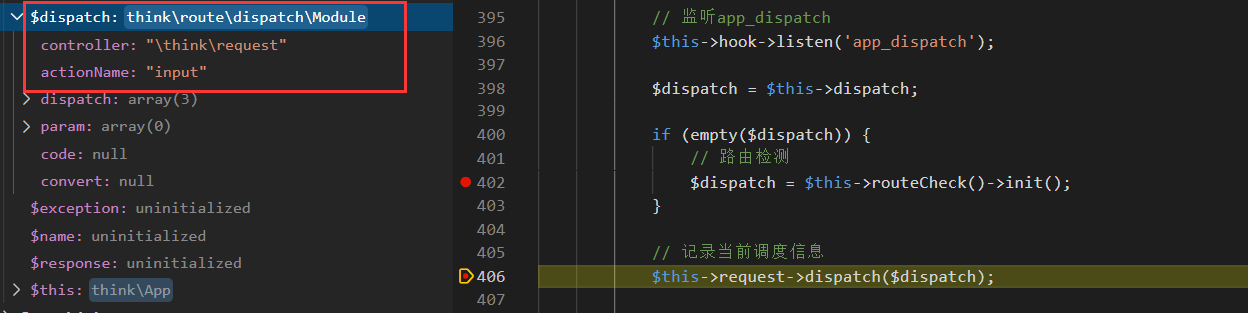 $dispatch: think\route\dispatch\Module
controller: "\think\request"
actionName: "input"
dispatch: array(3)
param: array(0)
code: null
convert: null
$exception: uninitialized
$name: uninitialized
$response: uninitialized
$this: think\App
395 // 监听app_dispatch
396 $this->hook->listen('app_dispatch');
397
398 $dispatch = $this->dispatch;
399
400 if (empty($dispatch)) {
401 // 路由检测
402 $dispatch = $this->routeCheck()->init();
403 }
404
405 // 记录当前调度信息
406 $this->request->dispatch($dispatch);
407